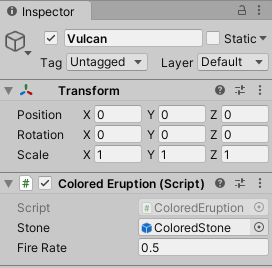 Inspector
Vulcan Static
Tag Untagged Layer Default
Transform
Position X 0 Y 0 Z 0
Rotation X 0 Y 0 Z 0
Scale X 1 Y 1 Z 1
# Colored Eruption (Script)
Script # ColoredEruption
Stone ColoredStone
Fire Rate 0.5